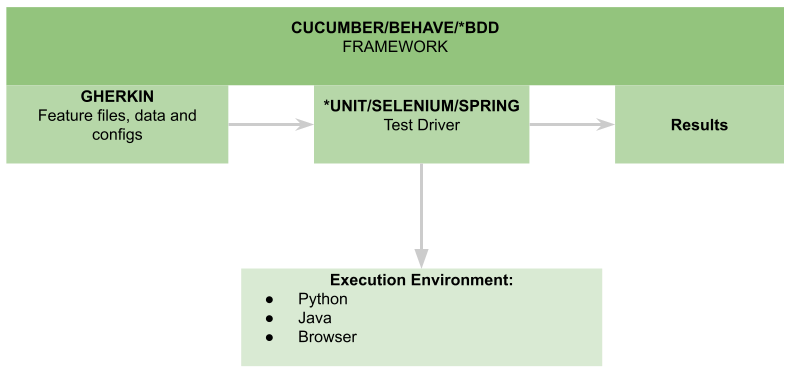 CUCUMBER/BEHAVE/*BDD
FRAMEWORK
GHERKIN
Feature files, data and
configs
*UNIT/SELENIUM/SPRING
Test Driver
Results
Execution Environment:
● Python
● Java
● Browser